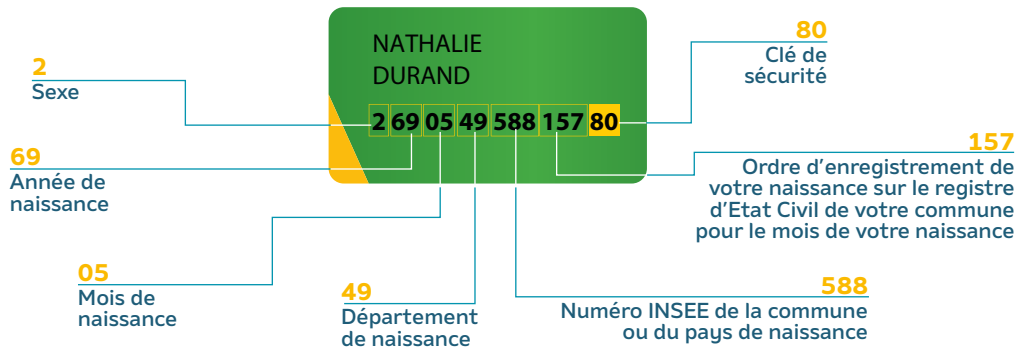 NATHALIE
DURAND
2 69 05 49 588 157 80
2
Sexe
69
Année de
naissance
05
Mois de
naissance
49
Département
de naissance
588
Numéro INSEE de la commune
ou du pays de naissance
157
Ordre d'enregistrement de
votre naissance sur le registre
d'Etat Civil de votre commune
pour le mois de votre naissance
80
Clé de
sécurité